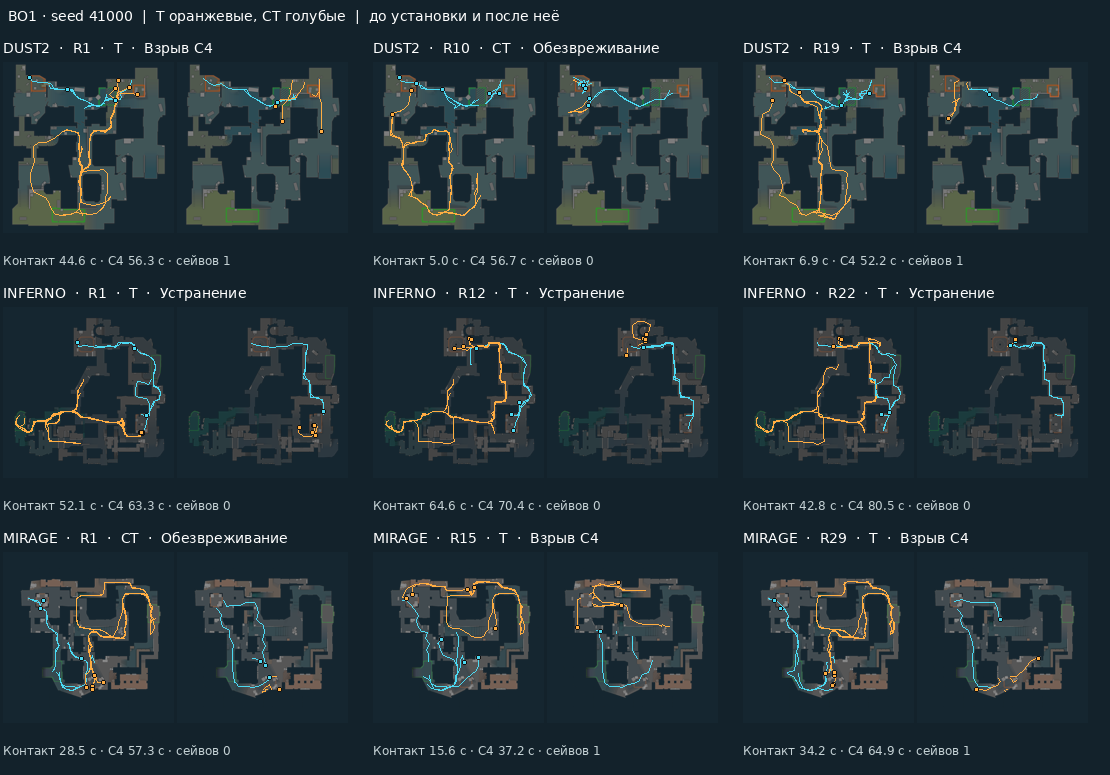 BO1 · seed 41000 | Т оранжевые, CT голубые | до установки и после неё
DUST2 · R1 · T · Взрыв C4
DUST2 · R10 · CT · Обезвреживание
DUST2 · R19 · T · Взрыв C4
Контакт 44.6 с · C4 56.3 с · сейвов 1
Контакт 5.0 с · C4 56.7 с · сейвов 0
Контакт 6.9 с · C4 52.2 с · сейвов 1
INFERNO · R1 · T · Устранение
INFERNO · R12 · T · Устранение
INFERNO · R22 · T · Устранение
Контакт 52.1 с · C4 63.3 с · сейвов 0
Контакт 64.6 с · C4 70.4 с · сейвов 0
Контакт 42.8 с · C4 80.5 с · сейвов 0
MIRAGE · R1 · CT · Обезвреживание
MIRAGE · R15 · T · Взрыв C4
MIRAGE · R29 · T · Взрыв C4
Контакт 28.5 с · C4 57.3 с · сейвов 0
Контакт 15.6 с · C4 37.2 с · сейвов 1
Контакт 34.2 с · C4 64.9 с · сейвов 1